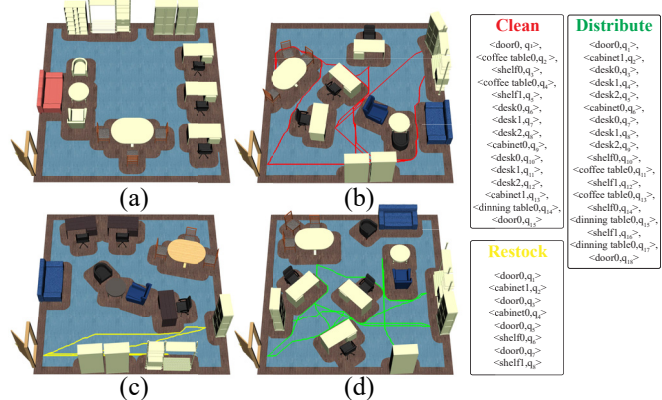 (a)
(b)
(c)
(d)
Clean
<door0, q₁>,
<coffee table0,q₂ >,
<shelf0,q₃>,
<coffee table0,q₄>,
<shelf1,q₅>,
<desk0,q₆>,
<desk1,q₇>,
<desk2,q₈>,
<cabinet0,q₉>,
<desk0,q₁₀>,
<desk1,q₁₁>,
<desk2,q₁₂>,
<cabinet1,q₁₃>,
<dinning table0,q₁₄>,
<door0,q₁₅>
Restock
<door0,q₁>
<cabinet1,q₂>
<door0,q₃>
<cabinet0,q₄>
<door0,q₅>
<shelf0,q₆>
<door0,q₇>
<shelf1,q₈>
Distribute
<door0,q₁>,
<cabinet1,q₂>,
<desk0,q₃>,
<desk1,q₄>,
<desk2,q₅>,
<cabinet0,q₆>,
<desk0,q₇>,
<desk1,q₈>,
<desk2,q₉>,
<shelf0,q₁₀>,
<coffee table0,q₁₁>,
<shelf1,q₁₂>,
<coffee table0,q₁₃>,
<shelf0,q₁₄>,
<dinning table0,q₁₅>,
<shelf1,q₁₆>,
<dinning table0,q₁₇>,
<door0,q₁₈>